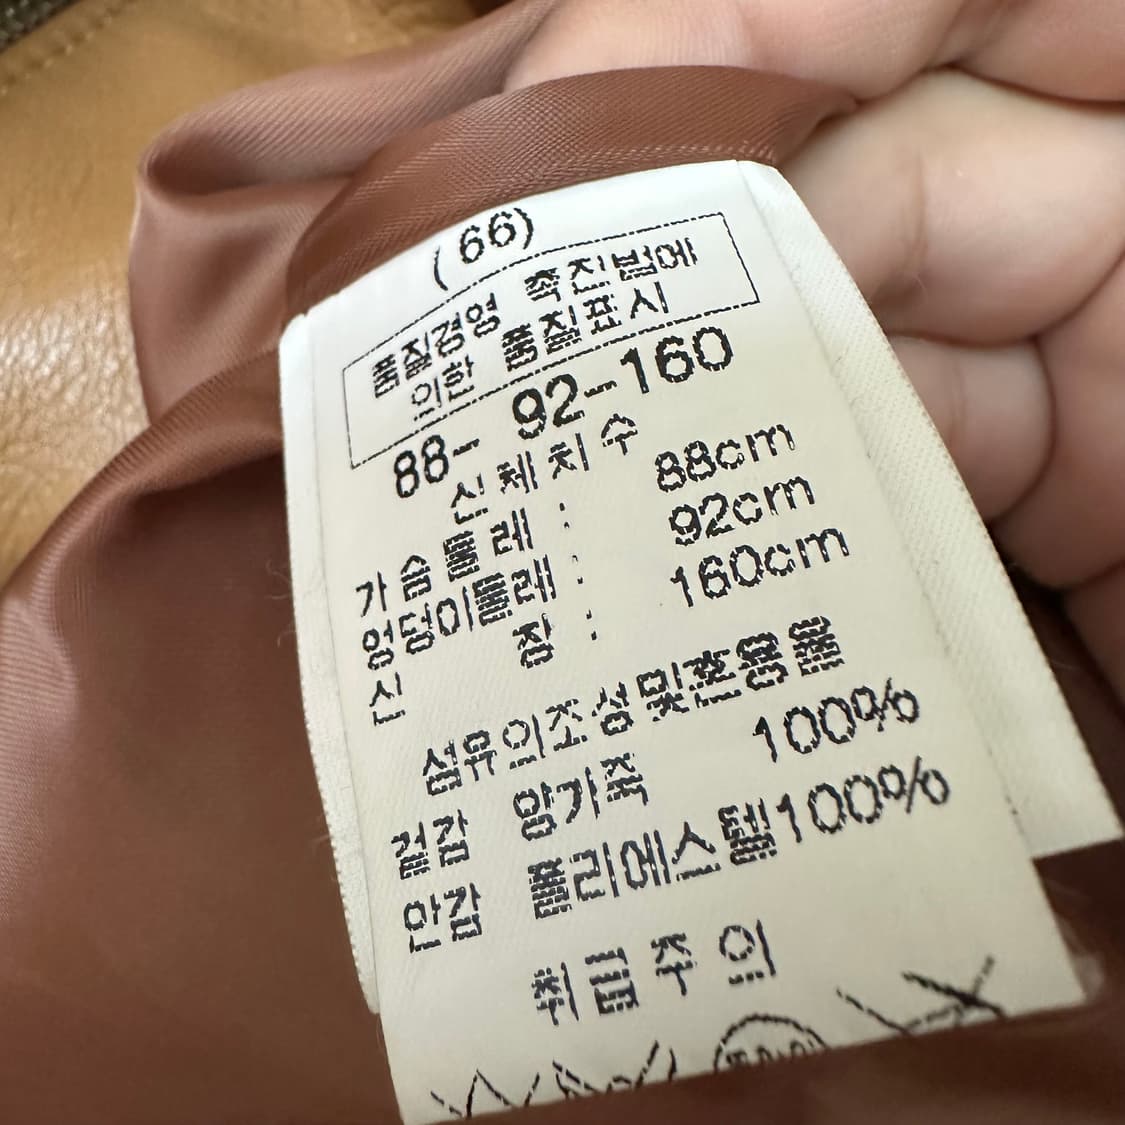 (66)
품질경영 촉진법에
의한 품질표시
88- 92-160
신체치수
가슴둘레 : 88cm
엉덩이둘레 : 92cm
신 장 : 160cm
섬유의조성및혼용율
겉감 양가죽 100%
안감 폴리에스텔100%
취급주의